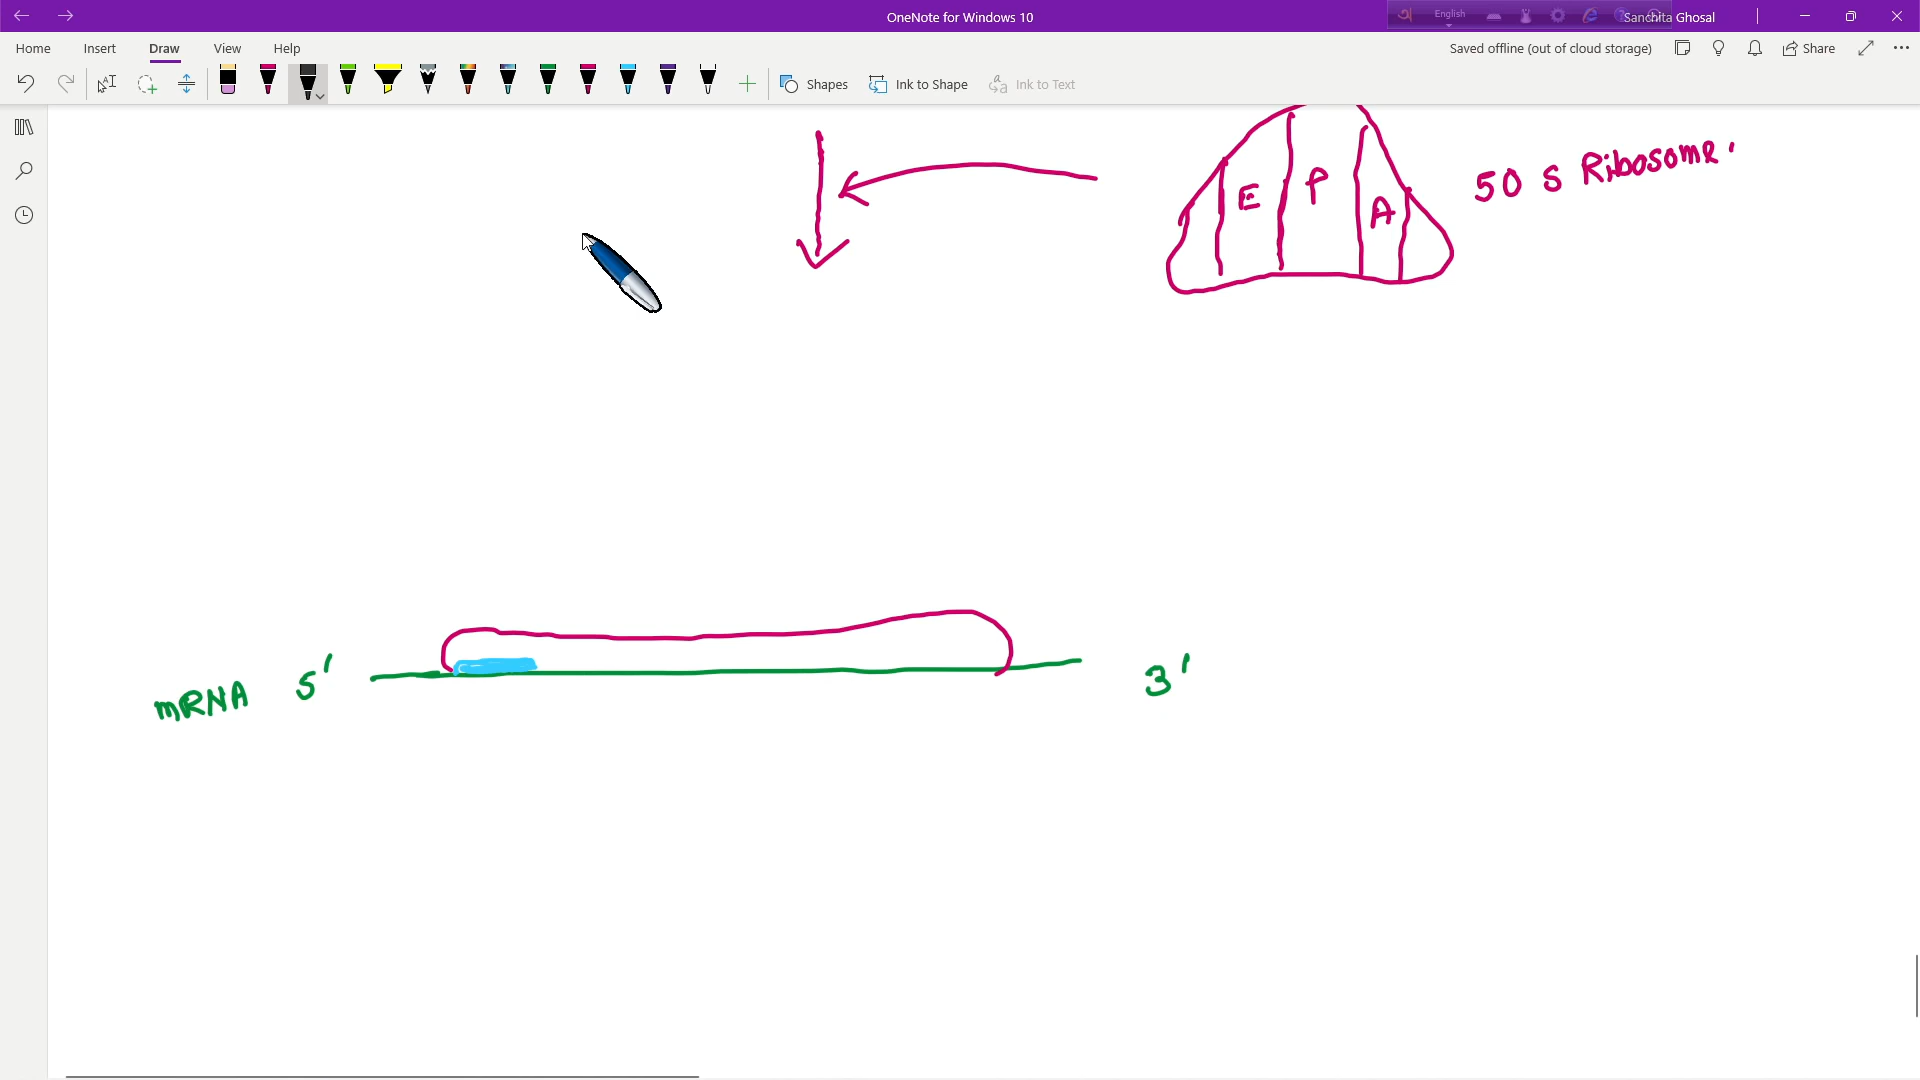 OneNote for Windows 10
English
Sanchita Ghosal
Home Insert Draw View Help
Saved offline (out of cloud storage)
Share
Shapes
Ink to Shape
Ink to Text
E P A
50 S Ribosome
mRNA 5' 3'